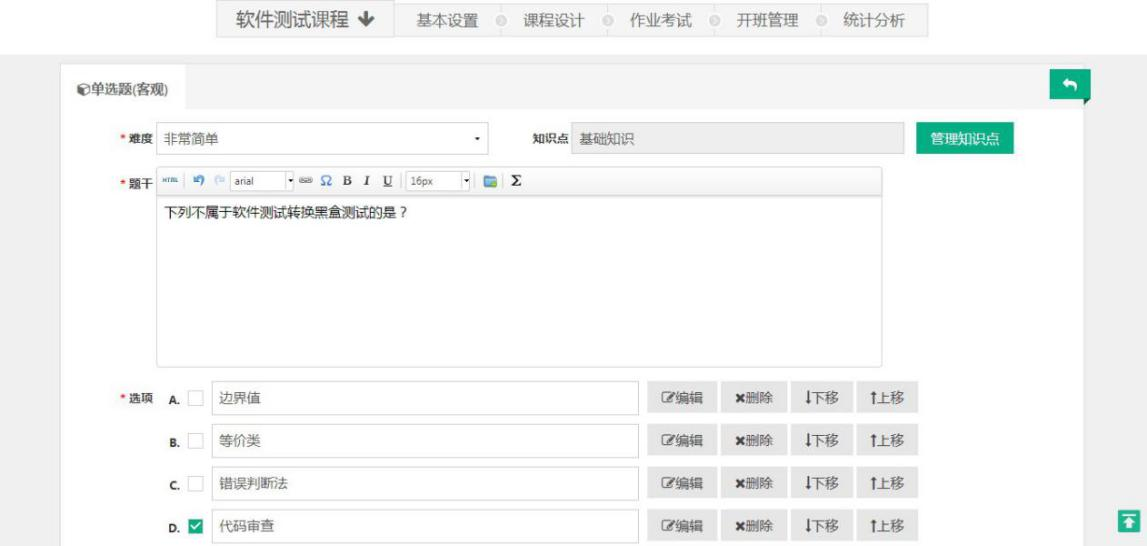 软件测试课程 基本设置 课程设计 作业考试 开班管理 统计分析
单选题(客观)
*难度 非常简单 知识点 基础知识 管理知识点
*题干 HTML arial Ω B I U 16px Σ
下列不属于软件测试转换黑盒测试的是？
*选项 A. 边界值 编辑 删除 下移 上移
B. 等价类 编辑 删除 下移 上移
C. 错误判断法 编辑 删除 下移 上移
D. 代码审查 编辑 删除 下移 上移